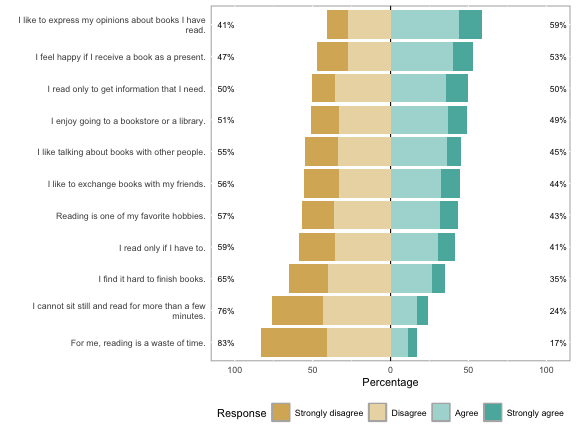 I like to express my opinions about books I have
read.
41%
59%
I feel happy if I receive a book as a present.
47%
53%
I read only to get information that I need.
50%
50%
I enjoy going to a bookstore or a library.
51%
49%
I like talking about books with other people.
55%
45%
I like to exchange books with my friends.
56%
44%
Reading is one of my favorite hobbies.
57%
43%
I read only if I have to.
59%
41%
I find it hard to finish books.
65%
35%
I cannot sit still and read for more than a few
minutes.
76%
24%
For me, reading is a waste of time.
83%
17%
100 50 0 50 100
Percentage
Response Strongly disagree Disagree Agree Strongly agree